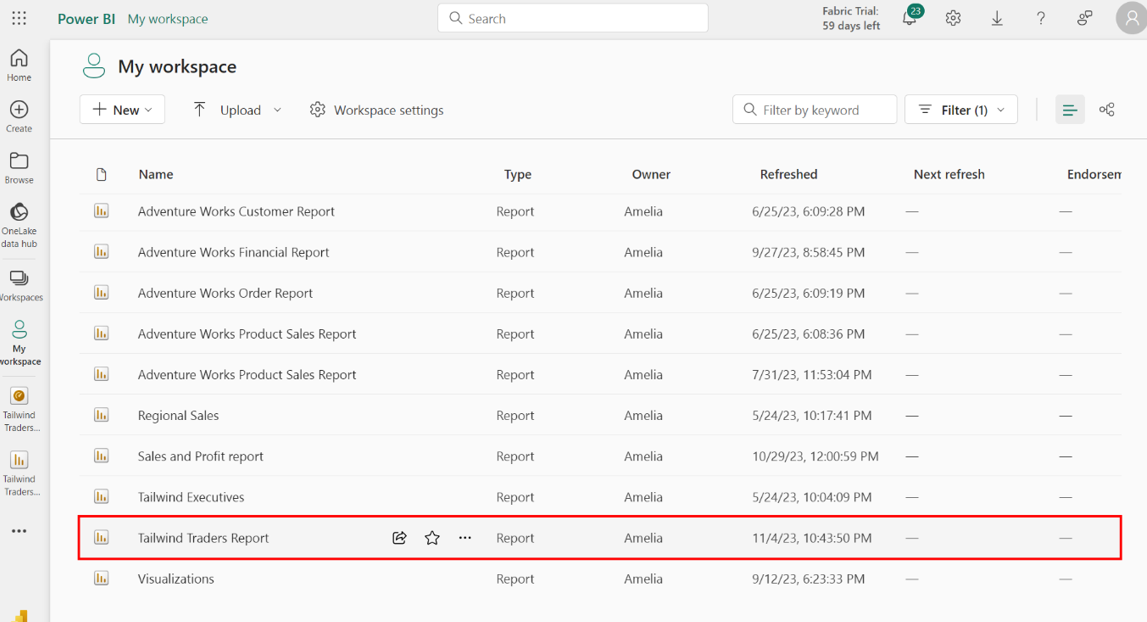 Power BI My workspace
Search
Fabric Trial:
59 days left
23
?
Home
Create
Browse
OneLake
data hub
Workspaces
My
workspace
Tailwind
Traders...
Tailwind
Traders...
My workspace
New
Upload
Workspace settings
Filter by keyword
Filter (1)
Name Type Owner Refreshed Next refresh Endorsem
Adventure Works Customer Report Report Amelia 6/25/23, 6:09:28 PM — —
Adventure Works Financial Report Report Amelia 9/27/23, 8:58:45 PM — —
Adventure Works Order Report Report Amelia 6/25/23, 6:09:19 PM — —
Adventure Works Product Sales Report Report Amelia 6/25/23, 6:08:36 PM — —
Adventure Works Product Sales Report Report Amelia 7/31/23, 11:53:04 PM — —
Regional Sales Report Amelia 5/24/23, 10:17:41 PM — —
Sales and Profit report Report Amelia 10/29/23, 12:00:59 PM — —
Tailwind Executives Report Amelia 5/24/23, 10:04:09 PM — —
Tailwind Traders Report Report Amelia 11/4/23, 10:43:50 PM — —
Visualizations Report Amelia 9/12/23, 6:23:33 PM — —